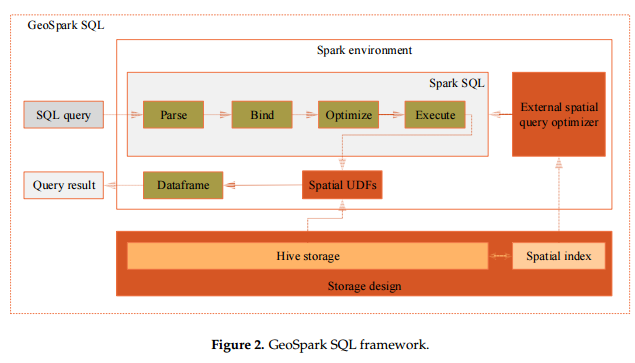 GeoSpark SQL
Spark environment
Spark SQL
SQL query
Parse
Bind
Optimize
Execute
External spatial
query optimizer
Query result
Dataframe
Spatial UDFs
Hive storage
Spatial index
Storage design
Figure 2. GeoSpark SQL framework.